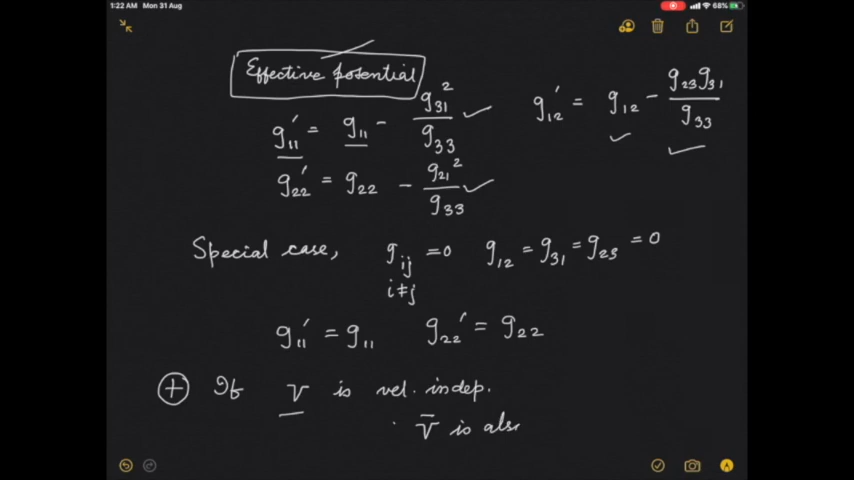 1:22 AM Mon 31 Aug 68%
Effective potential
g₁₁' = g₁₁ - g₃₁²/g₃₃ ✓ g₁₂' = g₁₂ - g₂₃g₃₁/g₃₃
g₂₂' = g₂₂ - g₂₁²/g₃₃ ✓
Special case, g_ij = 0 g₁₂ = g₃₁ = g₂₃ = 0
i≠j
g₁₁' = g₁₁ g₂₂' = g₂₂
⊕ If V is vel. indep.
V̄ is also